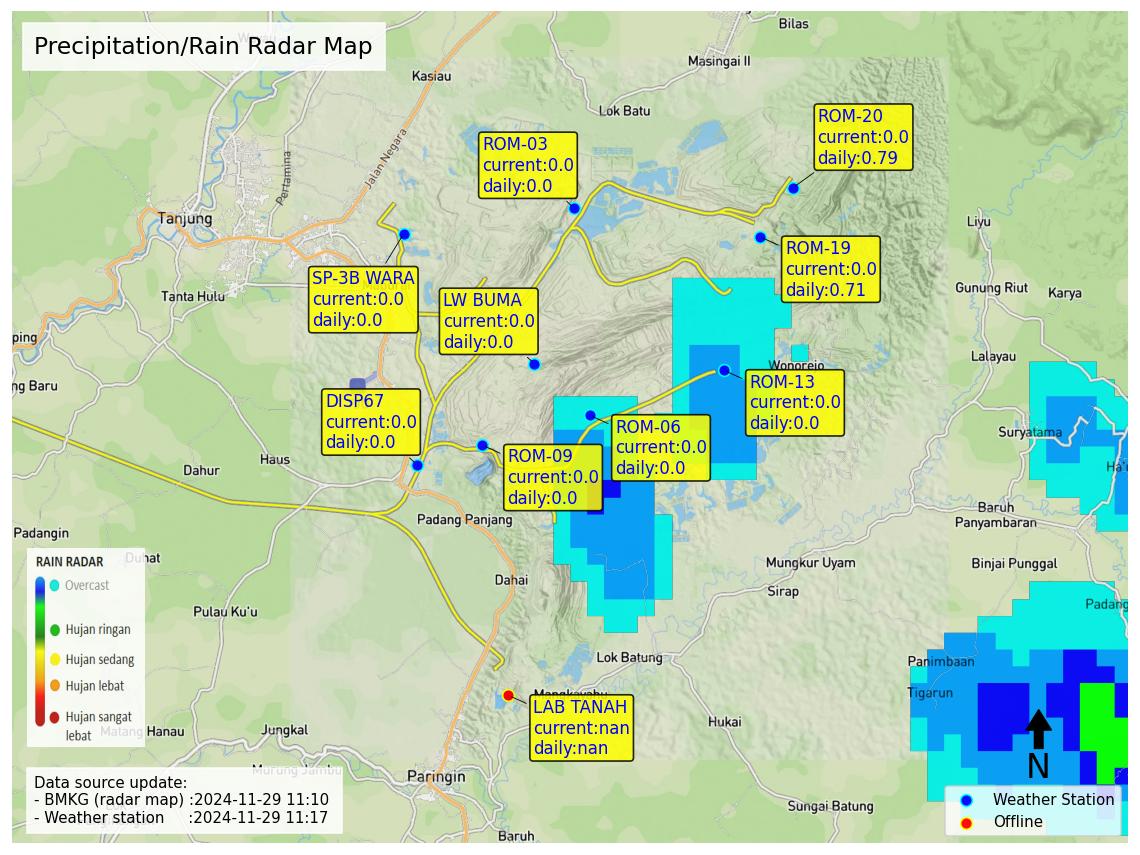 Precipitation/Rain Radar Map
Bilas
Masingai II
Kasiau
Lok Batu
ROM-20
current:0.0
daily:0.79
ROM-03
current:0.0
daily:0.0
Jalan Negara
Pertamina
Tanjung
Liyu
ROM-19
current:0.0
daily:0.71
SP-3B WARA
current:0.0
daily:0.0
Tanta Hulu
LW BUMA
current:0.0
daily:0.0
Gunung Riut
Karya
ping
Lalayau
Wonorejo
ng Baru
ROM-13
current:0.0
daily:0.0
DISP67
current:0.0
daily:0.0
ROM-06
current:0.0
daily:0.0
Suryatama
ROM-09
current:0.0
daily:0.0
Haus
Dahur
Baruh
Panyambaran
Padang Panjang
Padangin
Duhat
Mungkur Uyam
Binjai Punggal
RAIN RADAR
Overcast
Hujan ringan
Hujan sedang
Hujan lebat
Hujan sangat
lebat
Dahai
Sirap
Padang
Pulau Ku'u
Lok Batung
Panimbaan
Tigarun
Mangkayahu
LAB TANAH
current:nan
daily:nan
Hukai
Matang Hanau
Jungkal
Murung Jambu
Paringin
N
Data source update:
- BMKG (radar map) :2024-11-29 11:10
- Weather station :2024-11-29 11:17
Sungai Batung
Baruh
Weather Station
Offline